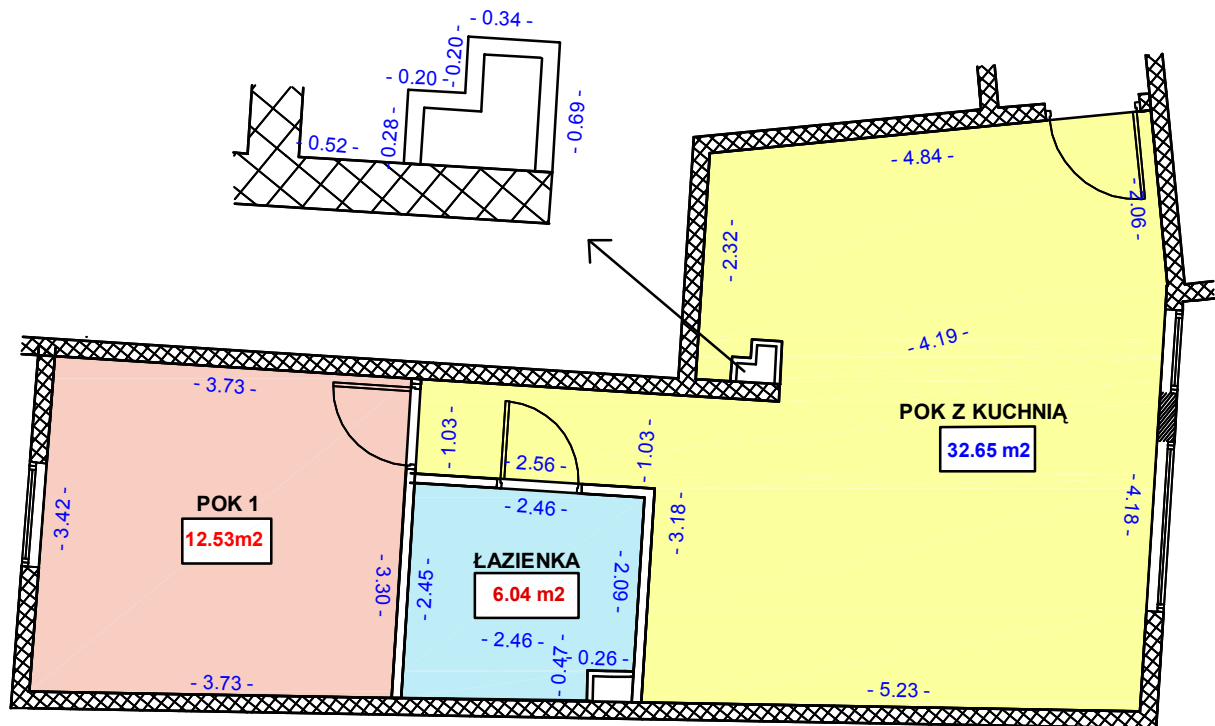 - 0.34 -
- 0.20 -
- 0.20 -
- 0.28 -
- 0.69 -
- 0.52 -
- 4.84 -
- 2.06 -
- 2.32 -
- 4.19 -
- 3.73 -
- 1.03 -
- 2.56 -
- 1.03 -
POK Z KUCHNIĄ
32.65 m2
- 2.46 -
- 3.18 -
- 4.18 -
POK 1
12.53m2
- 3.42 -
- 3.30 -
- 2.45 -
ŁAZIENKA
6.04 m2
- 2.09 -
- 2.46 -
- 0.47 -
- 0.26 -
- 3.73 -
- 5.23 -